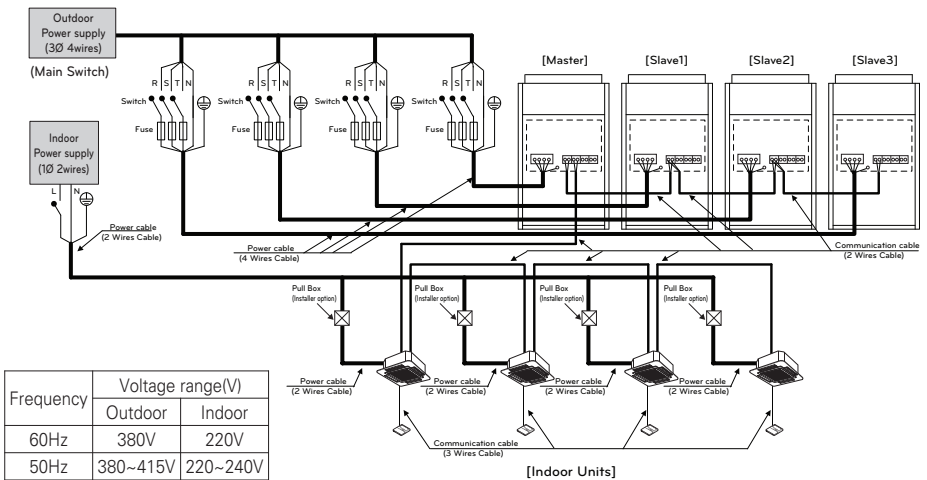 Outdoor
Power supply
(3Ø 4wires)
(Main Switch)
R S T N
Switch
Fuse
R S T N
Switch
Fuse
R S T N
Switch
Fuse
R S T N
Switch
Fuse
[Master]
[Slave1]
[Slave2]
[Slave3]
Indoor
Power supply
(1Ø 2wires)
L N
Power cable
(2 Wires Cable)
Power cable
(4 Wires Cable)
Communication cable
(2 Wires Cable)
Pull Box
(Installer option)
Pull Box
(Installer option)
Pull Box
(Installer option)
Pull Box
(Installer option)
Power cable
(2 Wires Cable)
Power cable
(2 Wires Cable)
Power cable
(2 Wires Cable)
Power cable
(2 Wires Cable)
Communication cable
(3 Wires Cable)
[Indoor Units]
Frequency Voltage range(V)
Outdoor Indoor
60Hz 380V 220V
50Hz 380~415V 220~240V